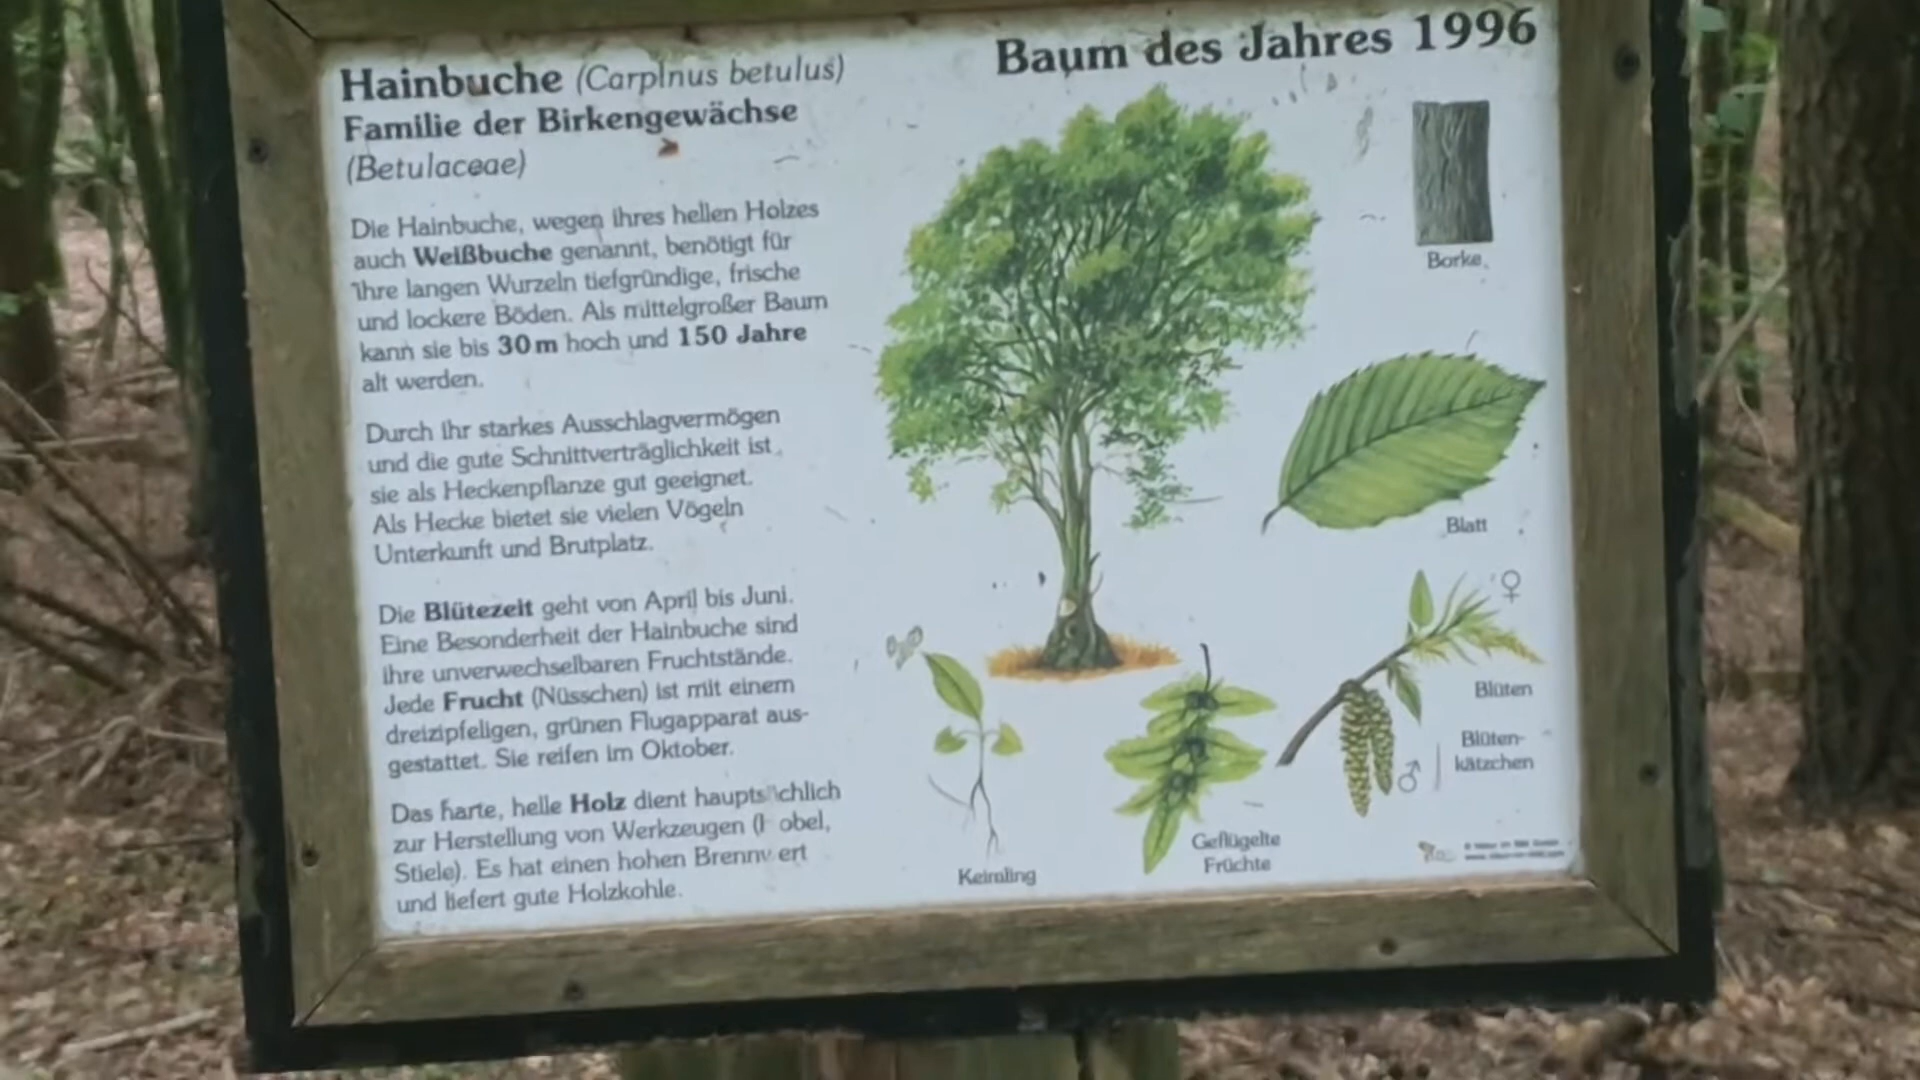 Hainbuche (Carpinus betulus)
Familie der Birkengewächse
(Betulaceae)
Baum des Jahres 1996
Die Hainbuche, wegen ihres hellen Holzes
auch Weißbuche genannt, benötigt für
ihre langen Wurzeln tiefgründige, frische
und lockere Böden. Als mittelgroßer Baum
kann sie bis 30 m hoch und 150 Jahre
alt werden.
Durch ihr starkes Ausschlagvermögen
und die gute Schnittverträglichkeit ist
sie als Heckenpflanze gut geeignet.
Als Hecke bietet sie vielen Vögeln
Unterkunft und Brutplatz.
Die Blütezeit geht von April bis Juni.
Eine Besonderheit der Hainbuche sind
ihre unverwechselbaren Fruchtstände.
Jede Frucht (Nüsschen) ist mit einem
dreizipfeligen, grünen Flugapparat aus-
gestattet. Sie reifen im Oktober.
Das harte, helle Holz dient hauptsächlich
zur Herstellung von Werkzeugen (Hobel,
Stiele). Es hat einen hohen Brennwert
und liefert gute Holzkohle.
Borke
Blatt
♀
Blüten
Blüten-
kätzchen
♂
Geflügelte
Früchte
Keimling